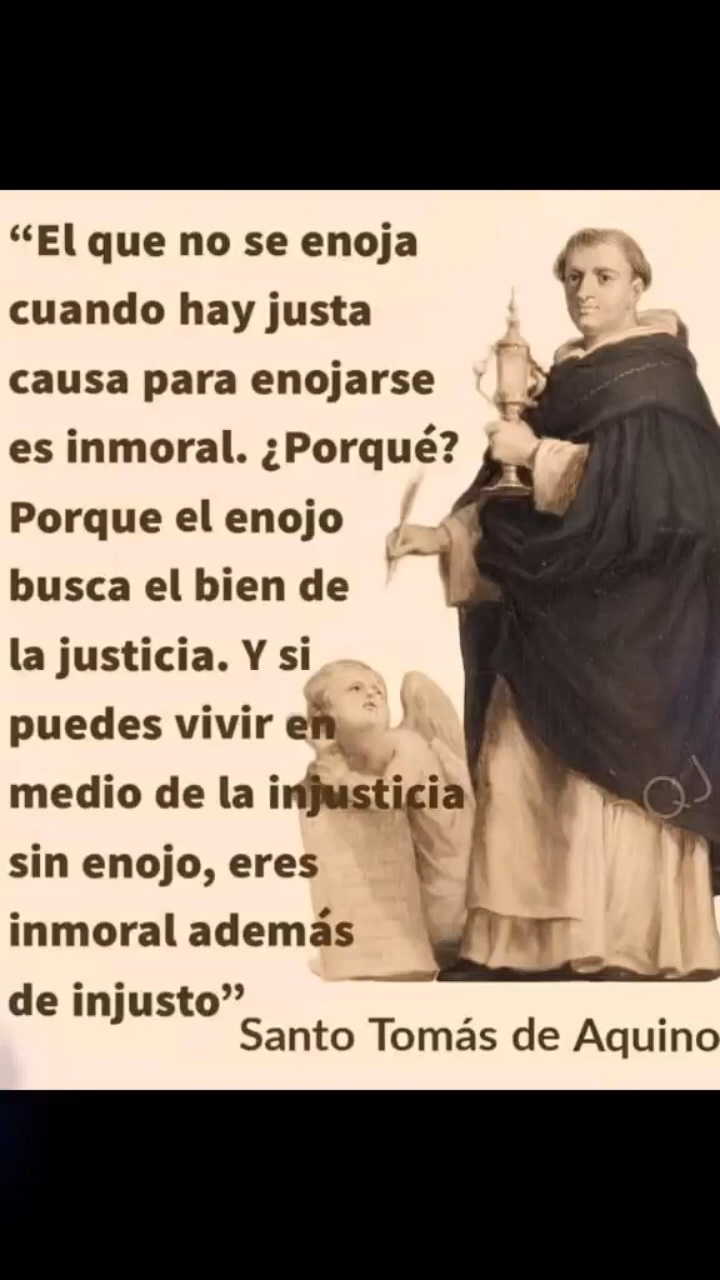 “El que no se enoja
cuando hay justa
causa para enojarse
es inmoral. ¿Porqué?
Porque el enojo
busca el bien de
la justicia. Y si
puedes vivir en
medio de la injusticia
sin enojo, eres
inmoral además
de injusto”
Santo Tomás de Aquino
QJ